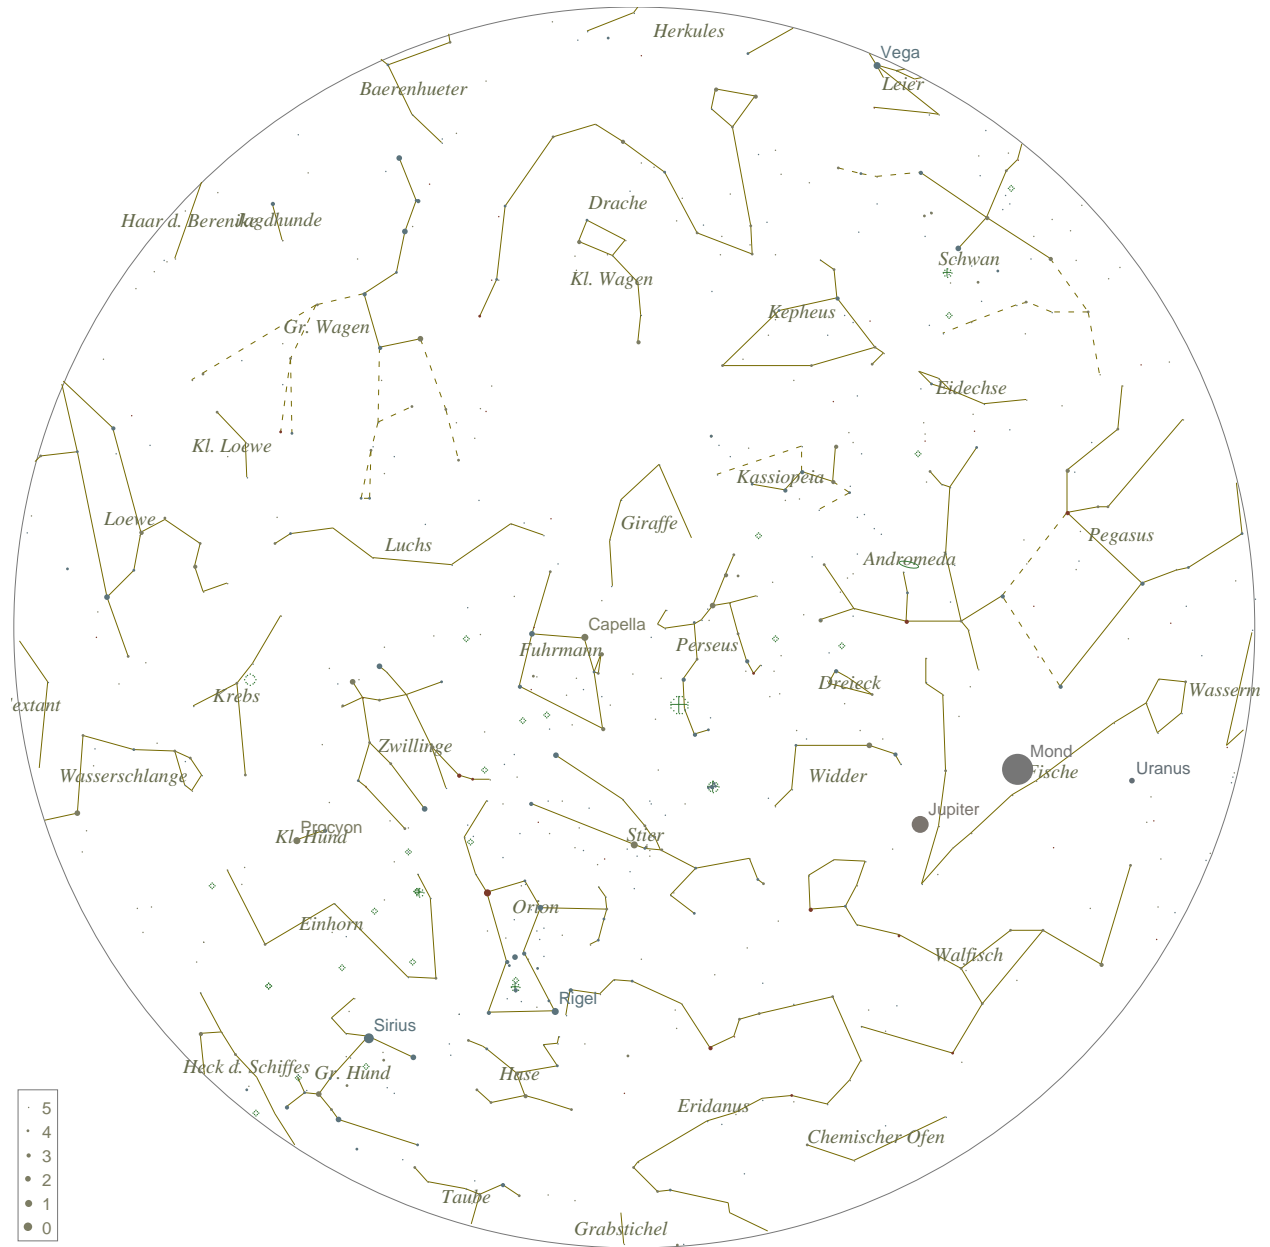 Herkules
Vega
Leier
Baerenhueter
Drache
Haar d. Berenike
Jagdhunde
Schwan
Kl. Wagen
Kepheus
Gr. Wagen
Eidechse
Kl. Loewe
Kassiopeia
Loewe
Giraffe
Pegasus
Luchs
Andromeda
Capella
Fuhrmann
Perseus
Dreieck
Krebs
Wasserm
extant
Zwillinge
Mond
Fische
Uranus
Wasserschlange
Widder
Jupiter
Procyon
Kl. Hund
Stier
Orion
Einhorn
Walfisch
Rigel
Sirius
Heck d. Schiffes
Gr. Hund
Hase
Eridanus
Chemischer Ofen
Taube
Grabstichel
5
4
3
2
1
0